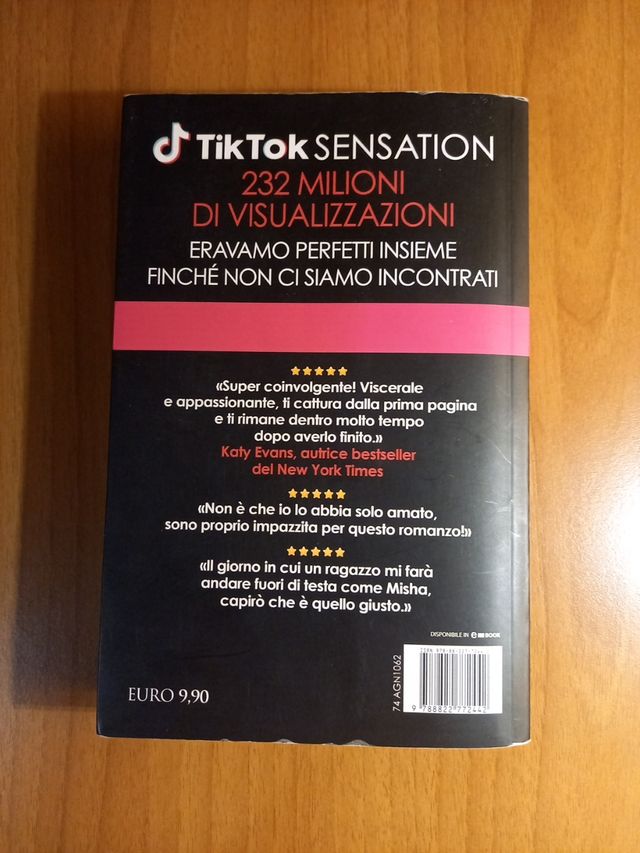 TikTok SENSATION
232 MILIONI
DI VISUALIZZAZIONI
ERAVAMO PERFETTI INSIEME
FINCHÉ NON CI SIAMO INCONTRATI
«Super coinvolgente! Viscerale
e appassionante, ti cattura dalla prima pagina
e ti rimane dentro molto tempo
dopo averlo finito.»
Katy Evans, autrice bestseller
del New York Times
«Non è che io lo abbia solo amato,
sono proprio impazzita per questo romanzo!»
«Il giorno in cui un ragazzo mi farà
andare fuori di testa come Misha,
capirò che è quello giusto.»
DISPONIBILE IN eBOOK
74 AGN1062
9 788822 772442
EURO 9,90